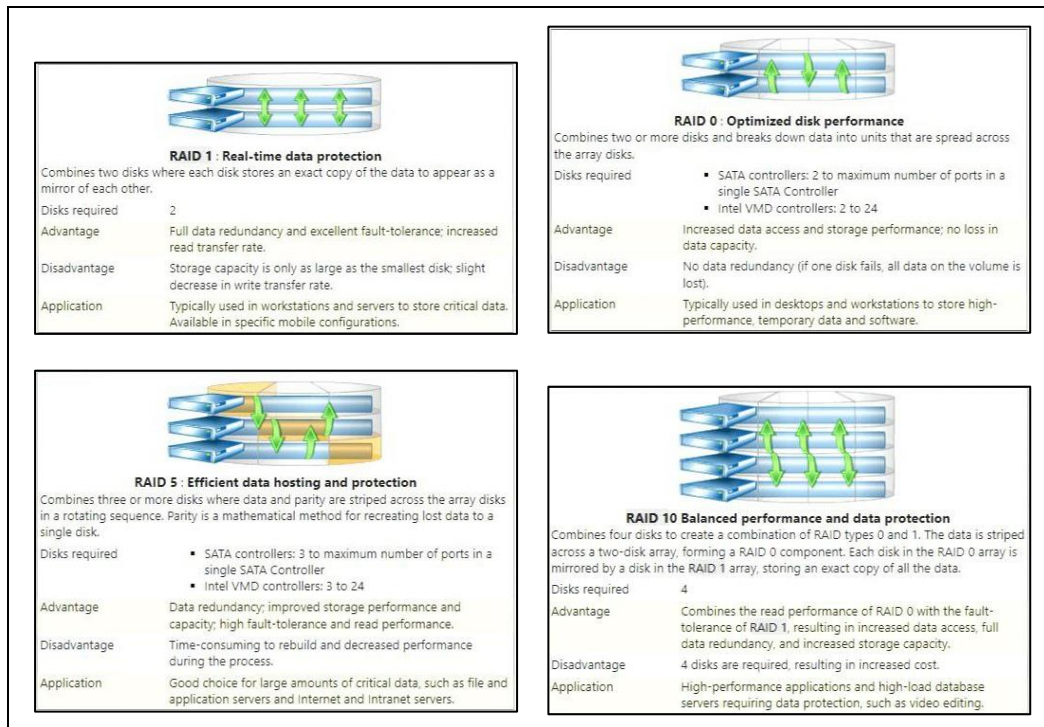 RAID 1 : Real-time data protection
Combines two disks where each disk stores an exact copy of the data to appear as a
mirror of each other.
Disks required 2
Advantage Full data redundancy and excellent fault-tolerance; increased
read transfer rate.
Disadvantage Storage capacity is only as large as the smallest disk; slight
decrease in write transfer rate.
Application Typically used in workstations and servers to store critical data.
Available in specific mobile configurations.
RAID 0 : Optimized disk performance
Combines two or more disks and breaks down data into units that are spread across
the array disks.
Disks required ▪ SATA controllers: 2 to maximum number of ports in a
single SATA Controller
▪ Intel VMD controllers: 2 to 24
Advantage Increased data access and storage performance; no loss in
data capacity.
Disadvantage No data redundancy (if one disk fails, all data on the volume is
lost).
Application Typically used in desktops and workstations to store high-
performance, temporary data and software.
RAID 5 : Efficient data hosting and protection
Combines three or more disks where data and parity are striped across the array disks
in a rotating sequence. Parity is a mathematical method for recreating lost data to a
single disk.
Disks required ▪ SATA controllers: 3 to maximum number of ports in a
single SATA Controller
▪ Intel VMD controllers: 3 to 24
Advantage Data redundancy; improved storage performance and
capacity; high fault-tolerance and read performance.
Disadvantage Time-consuming to rebuild and decreased performance
during the process.
Application Good choice for large amounts of critical data, such as file and
application servers and Internet and Intranet servers.
RAID 10 Balanced performance and data protection
Combines four disks to create a combination of RAID types 0 and 1. The data is striped
across a two-disk array, forming a RAID 0 component. Each disk in the RAID 0 array is
mirrored by a disk in the RAID 1 array, storing an exact copy of all the data.
Disks required 4
Advantage Combines the read performance of RAID 0 with the fault-
tolerance of RAID 1, resulting in increased data access, full
data redundancy, and increased storage capacity.
Disadvantage 4 disks are required, resulting in increased cost.
Application High-performance applications and high-load database
servers requiring data protection, such as video editing.